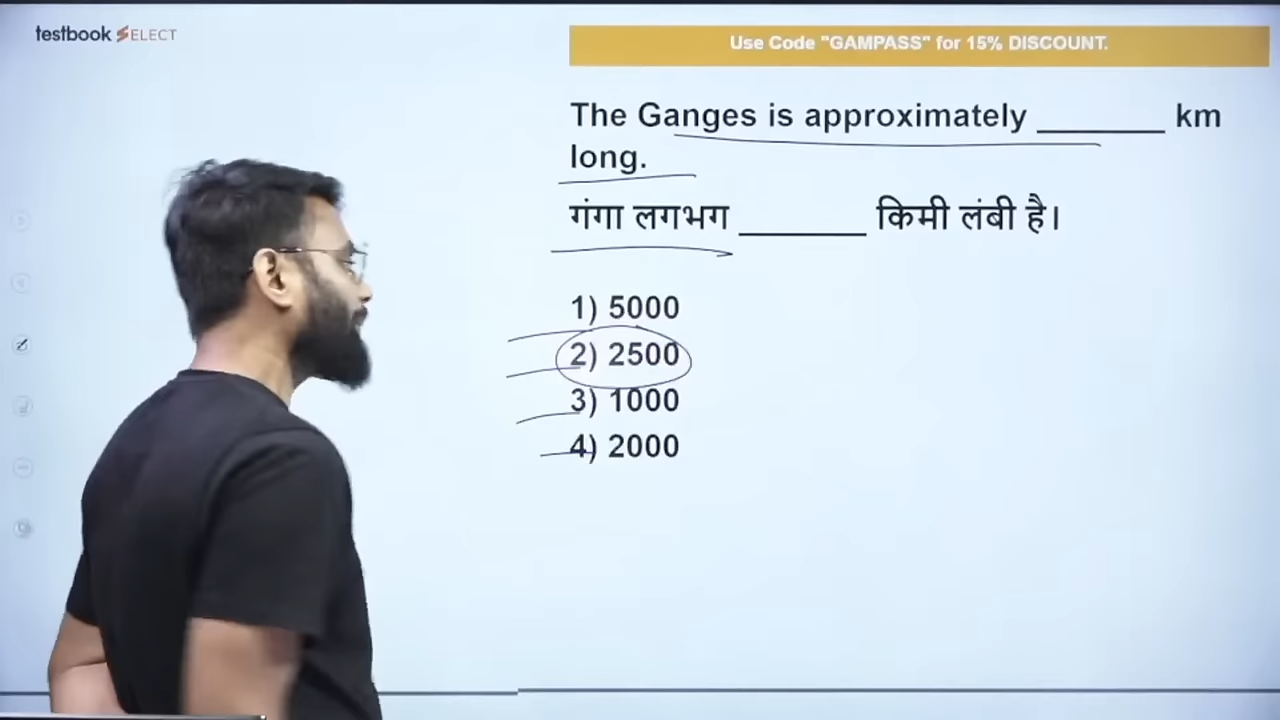 testbook SELECT
Use Code "GAMPASS" for 15% DISCOUNT.
The Ganges is approximately _______ km
long.
गंगा लगभग _______ किमी लंबी है।
1) 5000
2) 2500
3) 1000
4) 2000